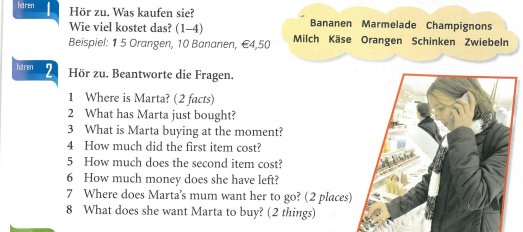 hören
1
Hör zu. Was kaufen sie?
Wie viel kostet das? (1–4)
Beispiel: 1 5 Orangen, 10 Bananen, €4,50
Bananen Marmelade Champignons
Milch Käse Orangen Schinken Zwiebeln
hören
2
Hör zu. Beantworte die Fragen.
1 Where is Marta? (2 facts)
2 What has Marta just bought?
3 What is Marta buying at the moment?
4 How much did the first item cost?
5 How much does the second item cost?
6 How much money does she have left?
7 Where does Marta's mum want her to go? (2 places)
8 What does she want Marta to buy? (2 things)